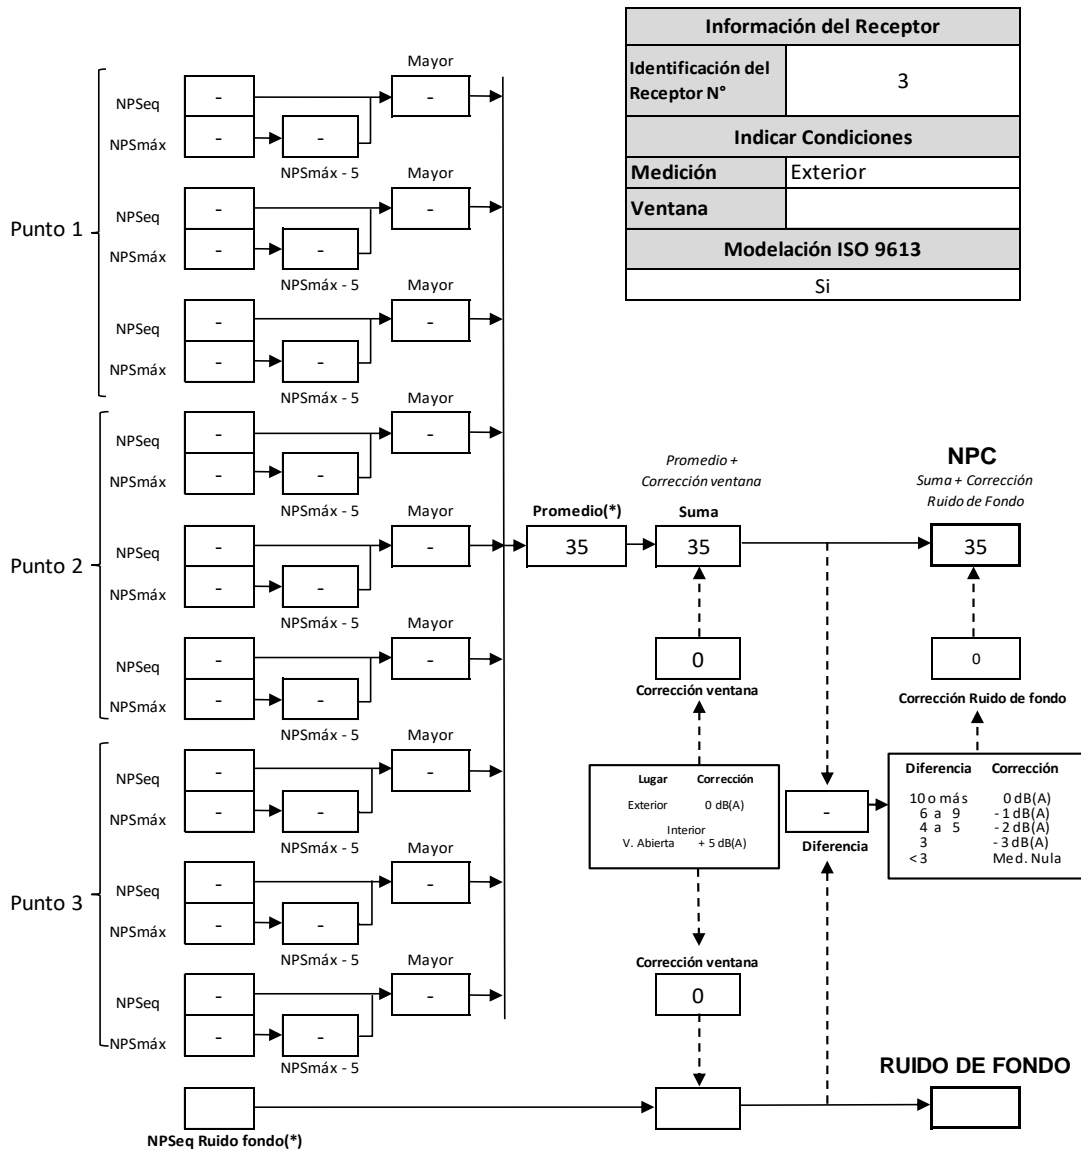 Información del Receptor
Identificación del Receptor N°
3
Indicar Condiciones
Medición
Exterior
Ventana
Modelación ISO 9613
Si
Punto 1
Mayor
NPSeq
-
-
NPSmáx
-
-
NPSmáx - 5
Mayor
NPSeq
-
-
NPSmáx
-
-
NPSmáx - 5
NPSeq
-
-
NPSmáx
-
-
NPSmáx - 5
Punto 2
Mayor
NPSeq
-
-
NPSmáx
-
-
NPSmáx - 5
Mayor
NPSeq
-
-
NPSmáx
-
-
NPSmáx - 5
Mayor
NPSeq
-
-
NPSmáx
-
-
NPSmáx - 5
Punto 3
Mayor
NPSeq
-
-
NPSmáx
-
-
NPSmáx - 5
Mayor
NPSeq
-
-
NPSmáx
-
-
NPSmáx - 5
Mayor
NPSeq
-
-
NPSmáx
-
-
NPSmáx - 5
NPSeq Ruido fondo(*)
Promedio(*)
35
Promedio +
Corrección ventana
Suma
35
0
Corrección ventana
Lugar Corrección
Exterior 0 dB(A)
Interior
V. Abierta + 5 dB(A)
Corrección ventana
0
-
Diferencia
NPC
Suma + Corrección
Ruido de Fondo
35
0
Corrección Ruido de fondo
Diferencia Corrección
10 o más 0 dB(A)
6 a 9 - 1 dB(A)
4 a 5 - 2 dB(A)
3 - 3 dB(A)
< 3 Med. Nula
RUIDO DE FONDO